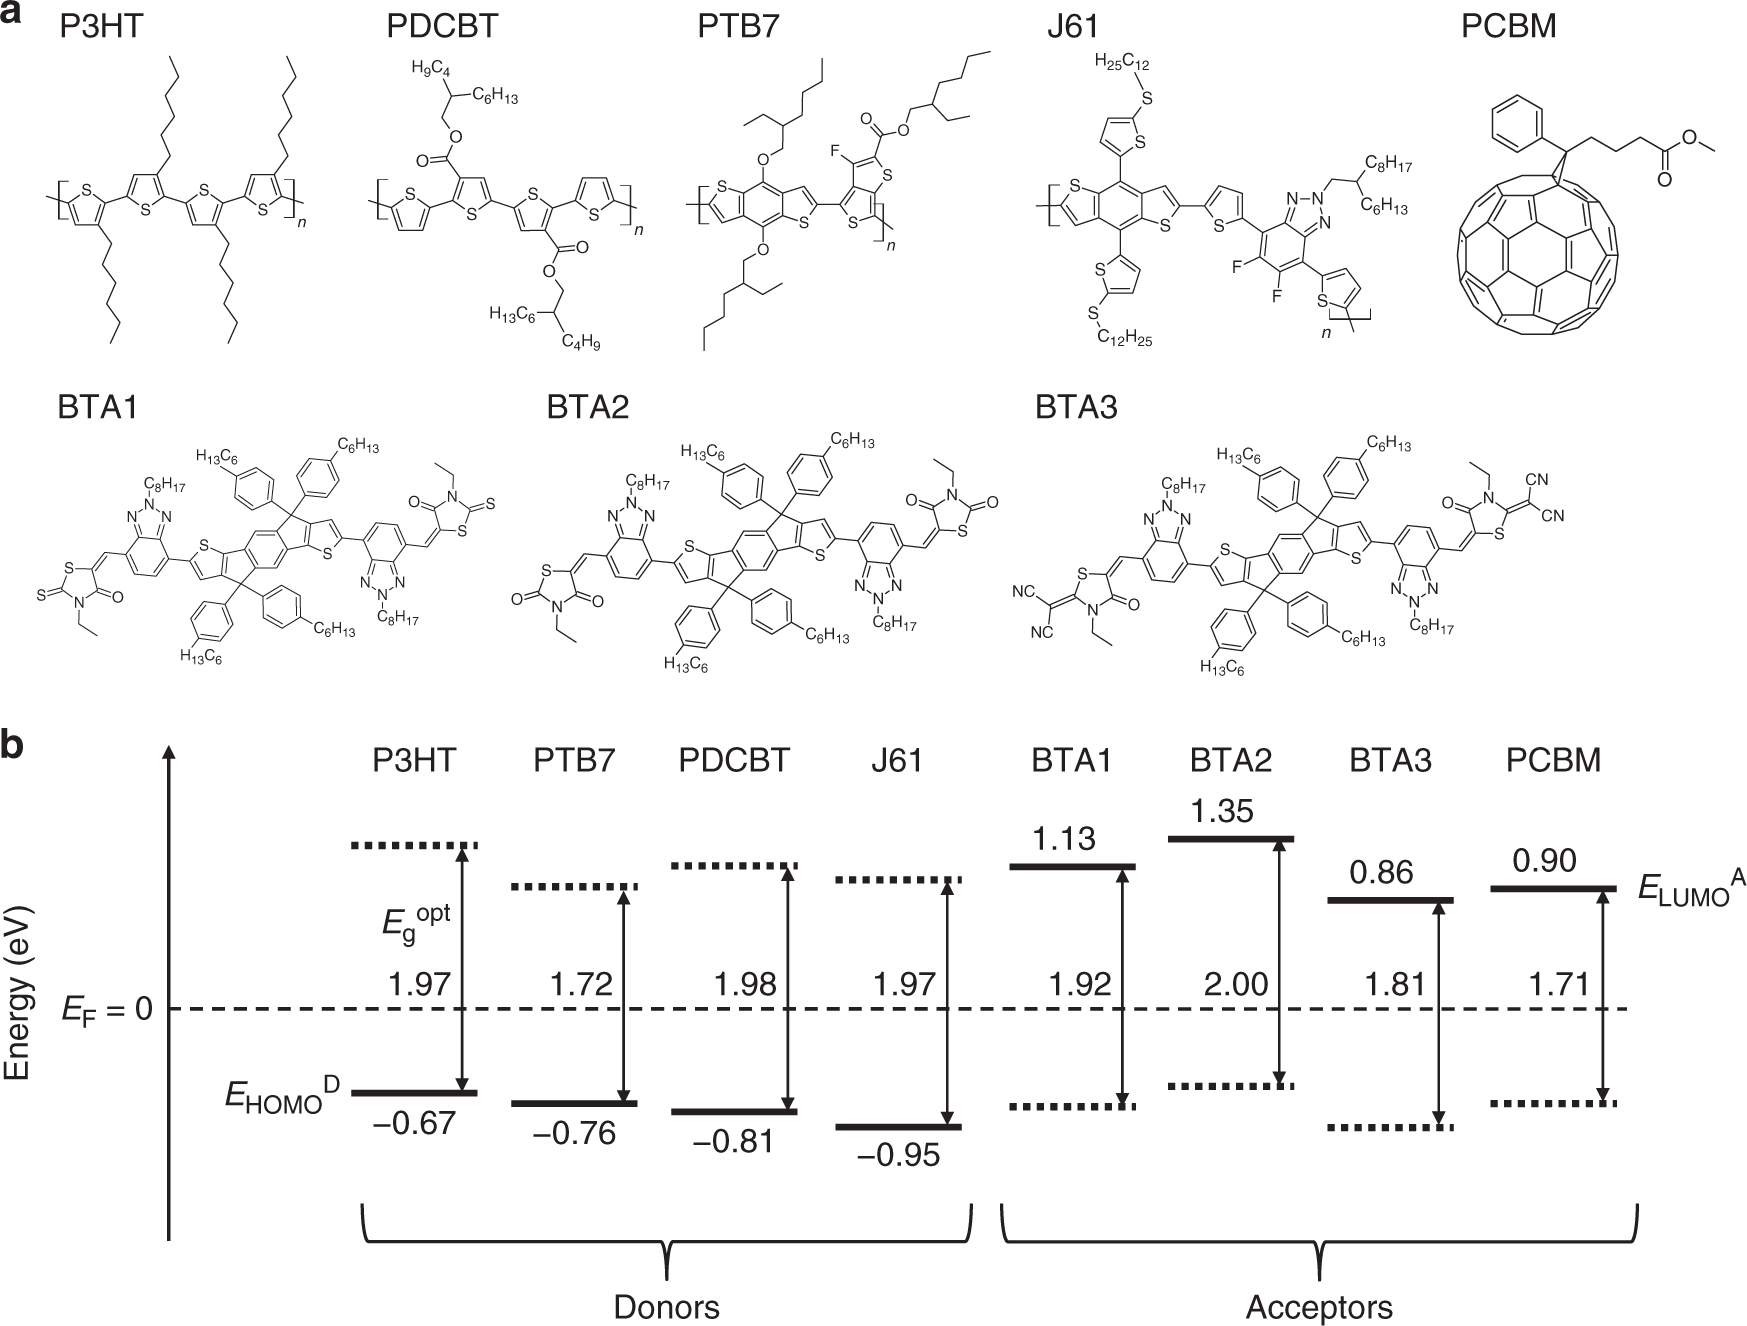 a
P3HT PDCBT PTB7 J61 PCBM
H9C4
C6H13
O
O
S S S S
n
S S S S
n
O
O
H13C6
C4H9
O
O
F
O
O
S
S
S
S
n
H25C12
S
S
S
S
S
N N N
C8H17
C6H13
F
F
S
S
S
C12H25
n
O
O
BTA1 BTA2 BTA3
H13C6
C6H13
C8H17
N
N N
S
S
O
N
S
S
S
S
N
O
N N
N
C8H17
H13C6
C6H13
H13C6
C6H13
C8H17
N
N N
S
S
O
N
O
S
S
O
N
O
N N
N
C8H17
H13C6
C6H13
H13C6
C6H13
C8H17
N
N N
S
S
O
N
S
CN
CN
NC
NC
S
N
O
N N
N
C8H17
H13C6
C6H13
b
P3HT PTB7 PDCBT J61 BTA1 BTA2 BTA3 PCBM
1.13 1.35 0.86 0.90
ELUMOA
Egopt
1.97 1.72 1.98 1.97 1.92 2.00 1.81 1.71
EF = 0
Energy (eV)
EHOMOD
−0.67 −0.76 −0.81 −0.95
Donors Acceptors